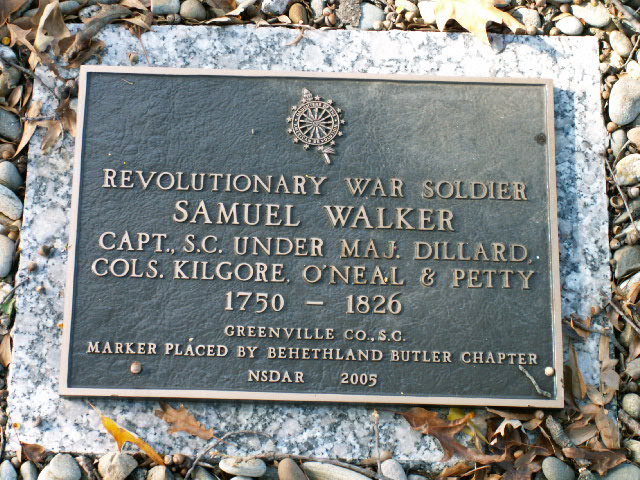 REVOLUTIONARY WAR SOLDIER
SAMUEL WALKER
CAPT., S.C. UNDER MAJ. DILLARD,
COLS. KILGORE, O'NEAL & PETTY
1750 – 1826
GREENVILLE CO., S.C.
MARKER PLACED BY BEHETHLAND BUTLER CHAPTER
NSDAR 2005